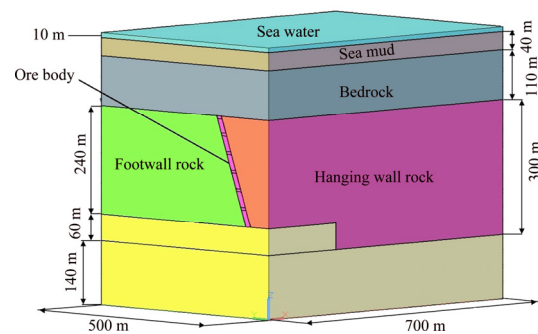 Sea water
10 m
Sea mud
40 m
Ore body
Bedrock
110 m
240 m
Footwall rock
Hanging wall rock
300 m
60 m
140 m
500 m
700 m